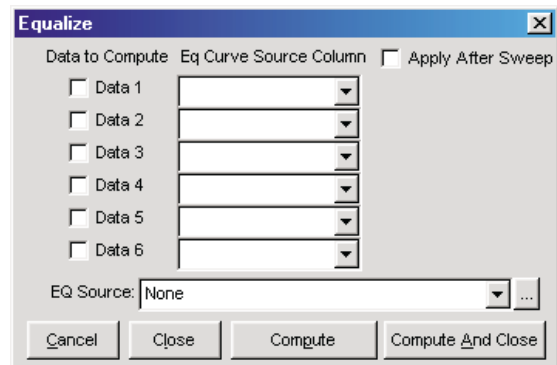 Equalize
Data to Compute Eq Curve Source Column Apply After Sweep
Data 1
Data 2
Data 3
Data 4
Data 5
Data 6
EQ Source: None ...
Cancel Close Compute Compute And Close